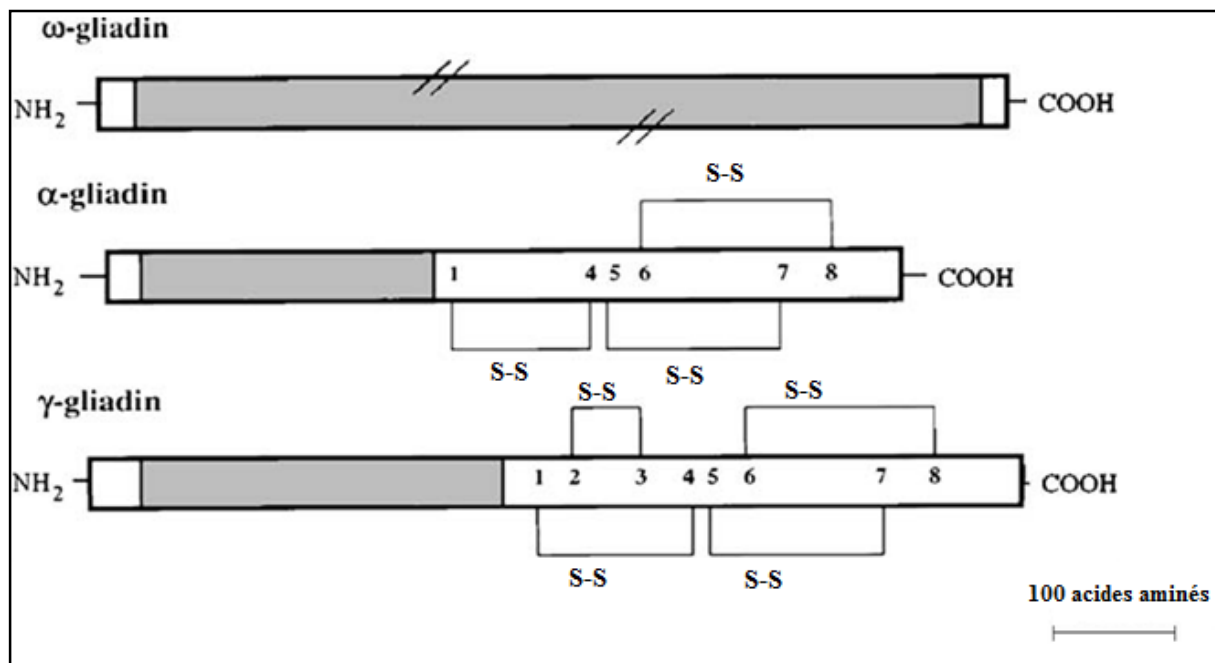 ω-gliadin
NH2 COOH
S-S
α-gliadin
NH2 1 4 5 6 7 8 COOH
S-S S-S
S-S S-S
γ-gliadin
NH2 1 2 3 4 5 6 7 8 COOH
S-S S-S
100 acides aminés